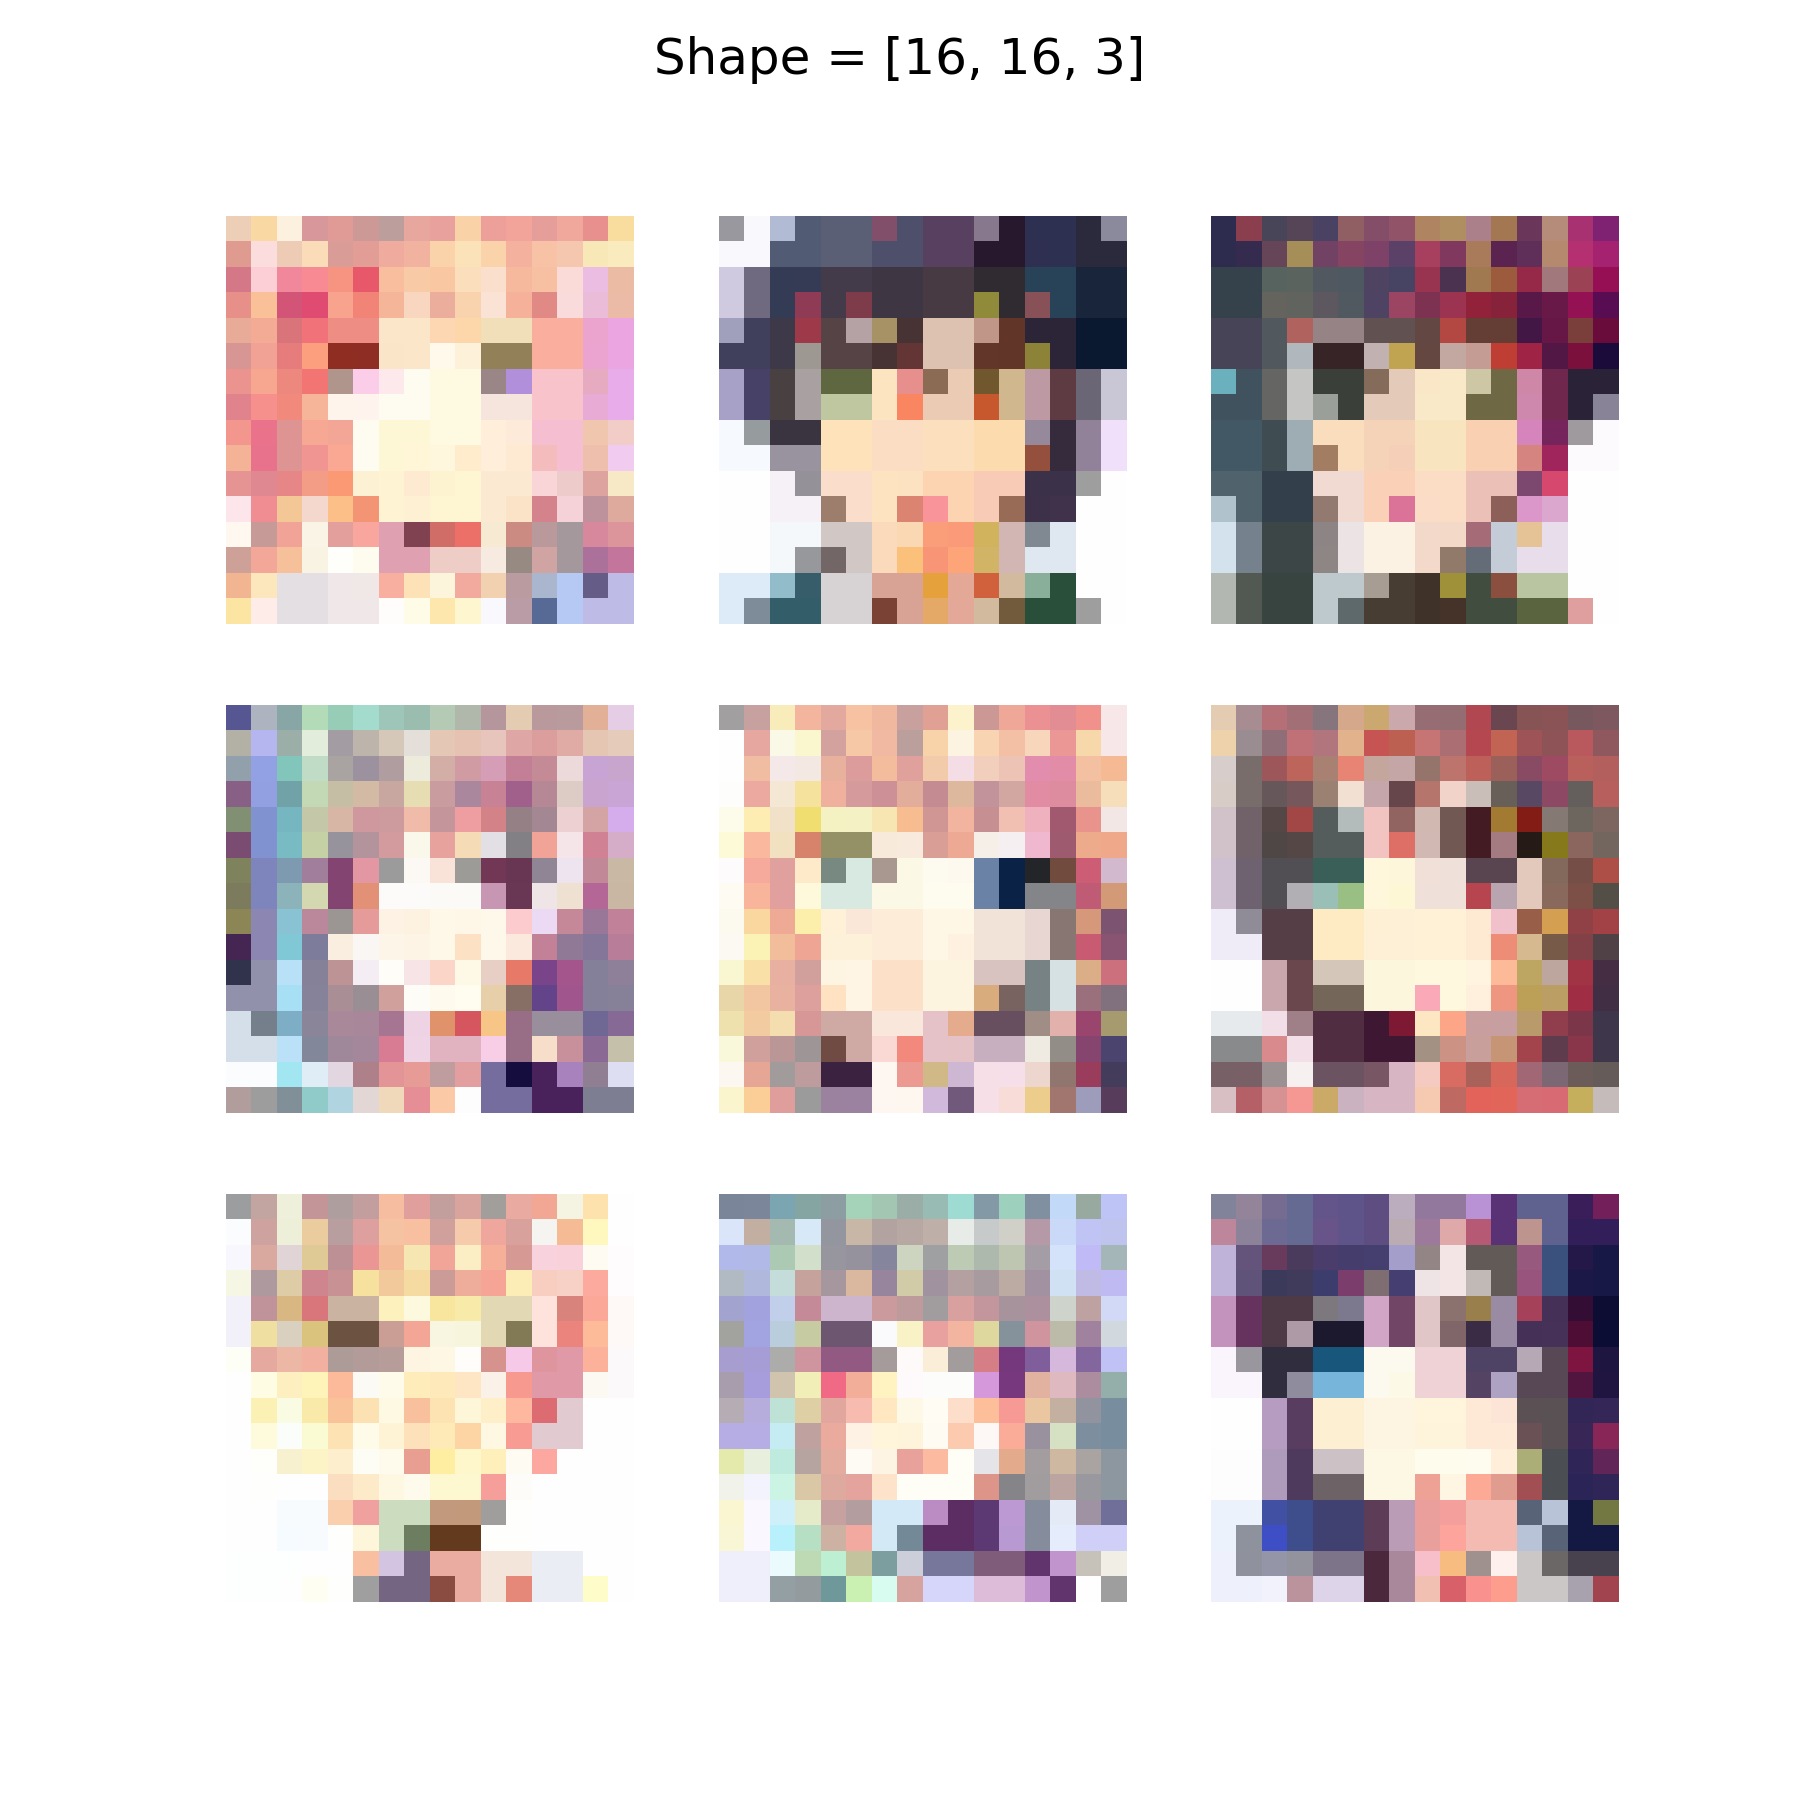 Shape = [16, 16, 3]